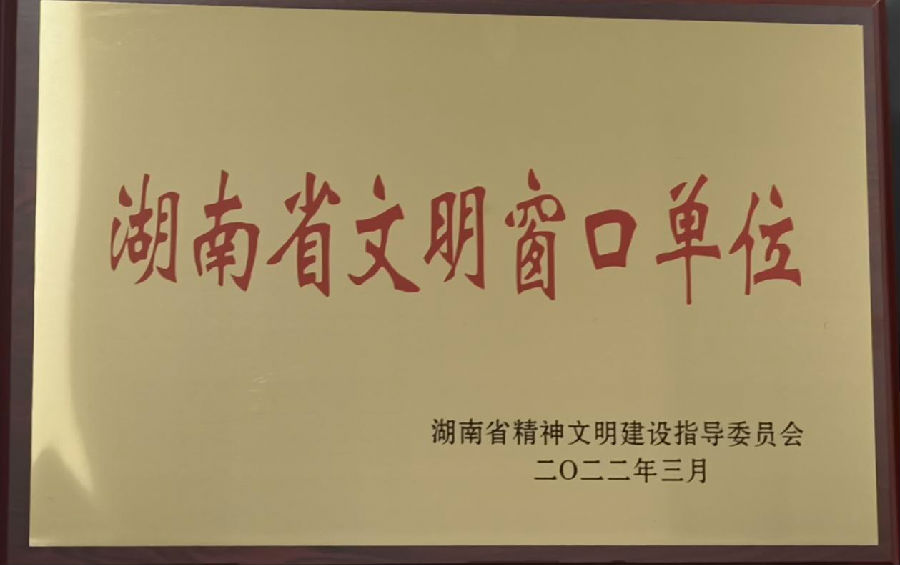 湖南省文明窗口单位
湖南省精神文明建设指导委员会
二〇二二年三月